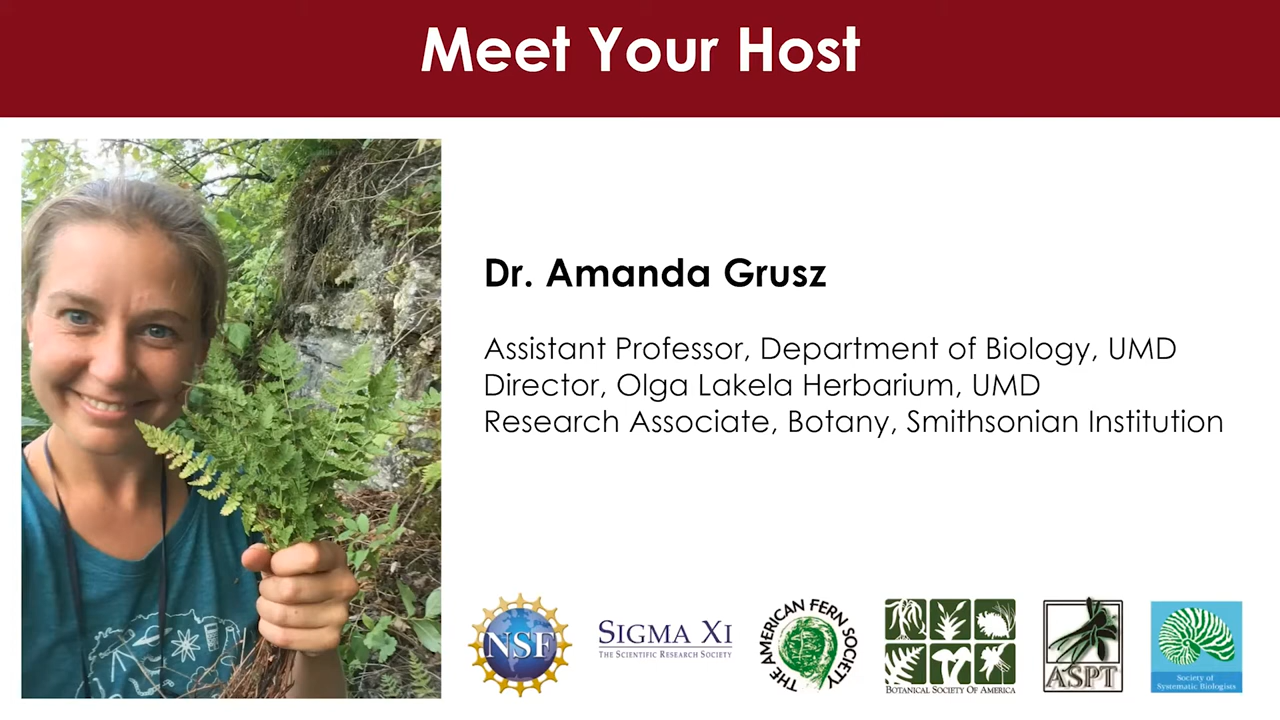 Meet Your Host
Dr. Amanda Grusz
Assistant Professor, Department of Biology, UMD
Director, Olga Lakela Herbarium, UMD
Research Associate, Botany, Smithsonian Institution
NSF
SIGMA XI
THE SCIENTIFIC RESEARCH SOCIETY
THE AMERICAN FERN SOCIETY
BOTANICAL SOCIETY OF AMERICA
ASPT
Society of
Systematic Biologists